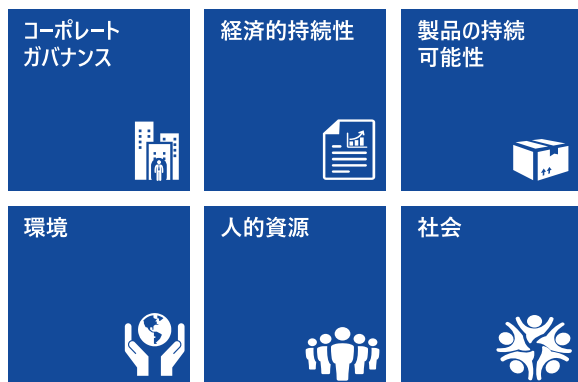 コーポレート
ガバナンス
経済的持続性
製品の持続
可能性
環境
人的資源
社会